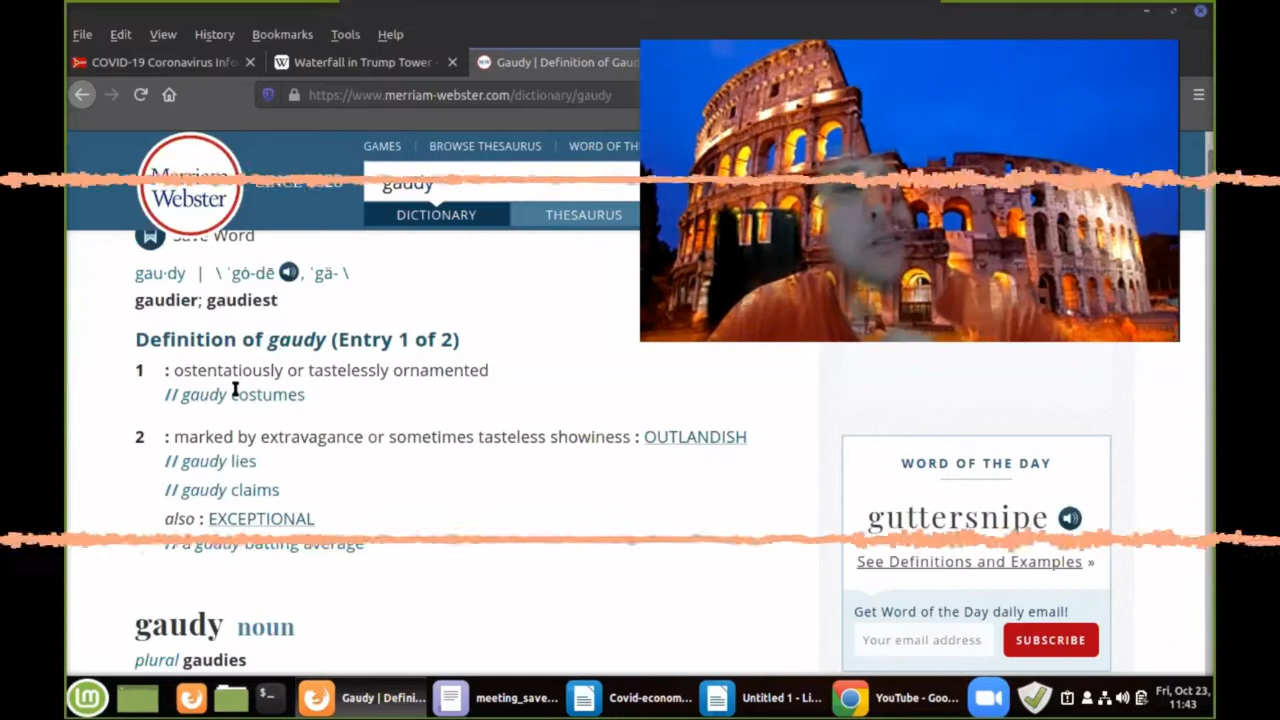 File Edit View History Bookmarks Tools Help
COVID-19 Coronavirus Info
Waterfall in Trump Tower -
Gaudy | Definition of Gaud
https://www.merriam-webster.com/dictionary/gaudy
GAMES | BROWSE THESAURUS | WORD OF TH
Merriam
Webster
SINCE 1828
gaudy
DICTIONARY THESAURUS
Save Word
gau·dy | \ ˈgȯ-dē , ˈgä- \
gaudier; gaudiest
Definition of gaudy (Entry 1 of 2)
1 : ostentatiously or tastelessly ornamented
// gaudy costumes
2 : marked by extravagance or sometimes tasteless showiness : OUTLANDISH
// gaudy lies
// gaudy claims
also : EXCEPTIONAL
// a gaudy batting average
gaudy noun
plural gaudies
WORD OF THE DAY
guttersnipe
See Definitions and Examples »
Get Word of the Day daily email!
Your email address SUBSCRIBE
Gaudy | Defini...
meeting_save...
Covid-econom...
Untitled 1 - Li...
YouTube - Goo...
Fri, Oct 23,
11:43